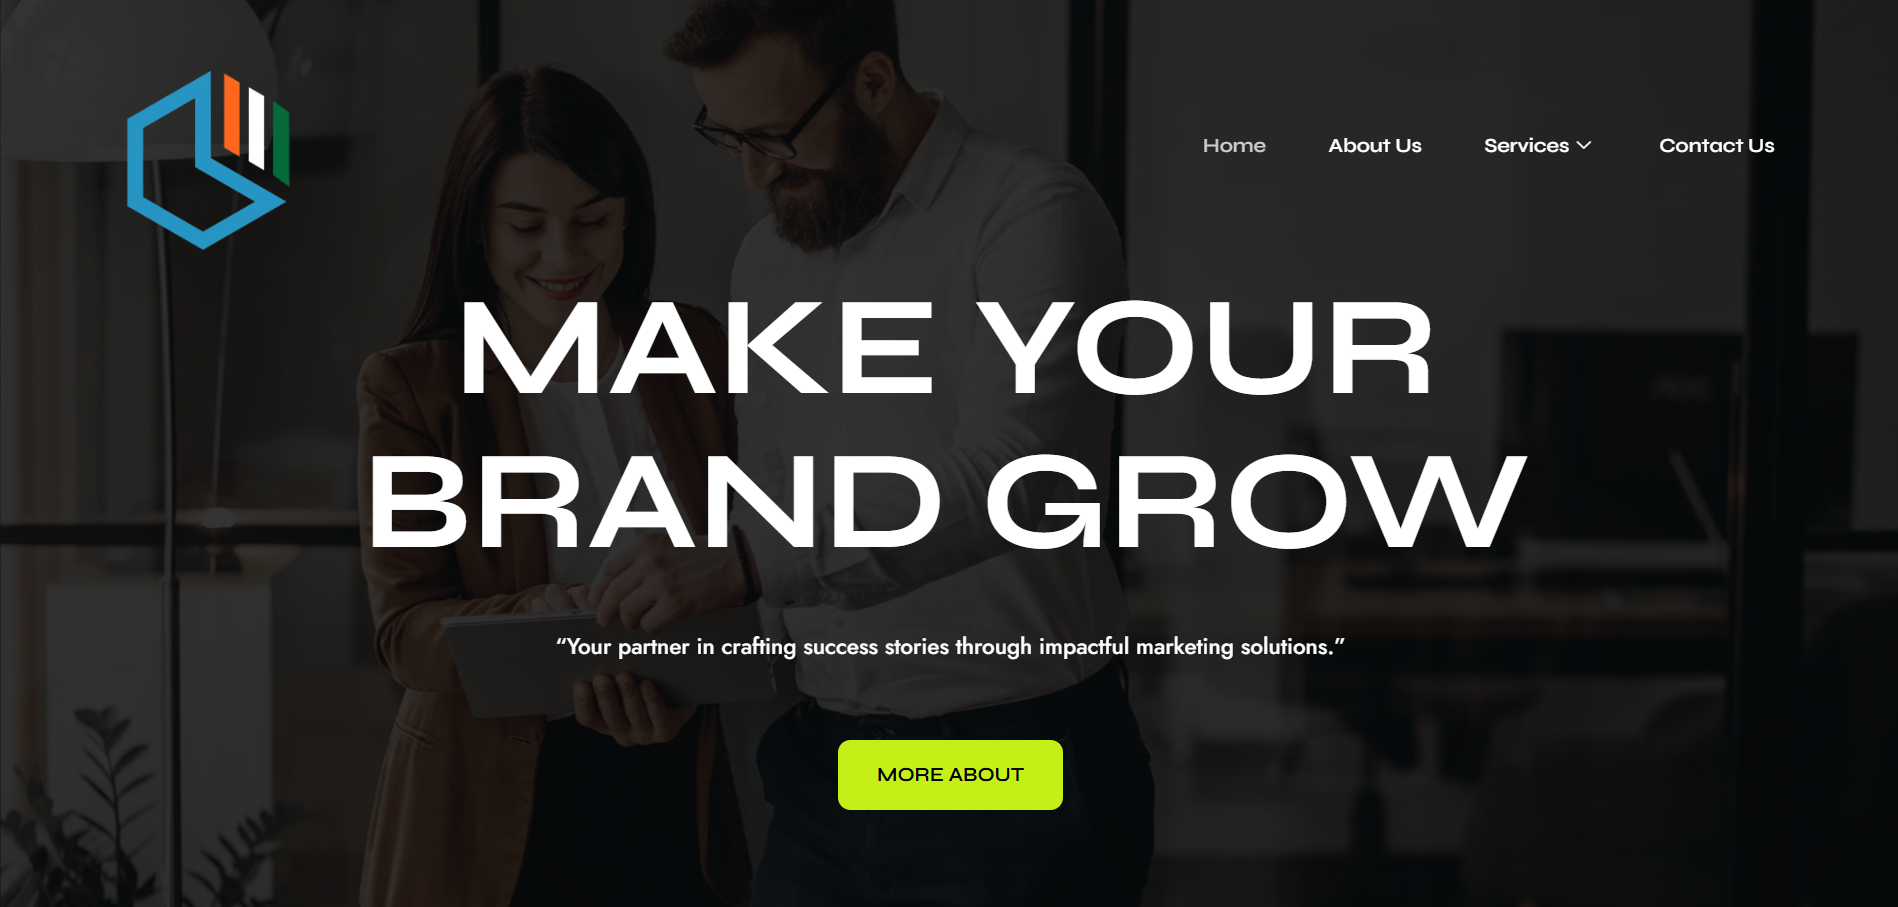 Home
About Us
Services
Contact Us
MAKE YOUR
BRAND GROW
“Your partner in crafting success stories through impactful marketing solutions.”
MORE ABOUT